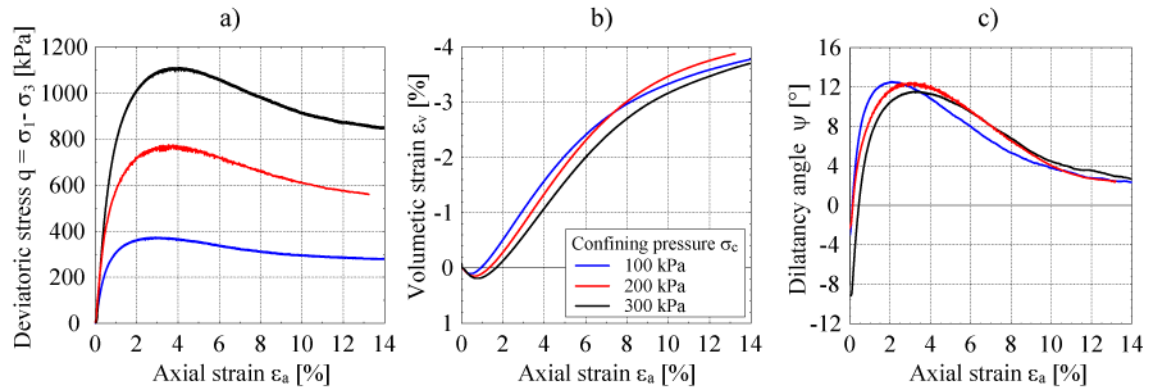 a)
b)
c)
Deviatoric stress q = σ1- σ3 [kPa]
1200
1000
800
600
400
200
0
0 2 4 6 8 10 12 14
Axial strain εa [%]
Volumetric strain εv [%]
-4
-3
-2
-1
0
1
Confining pressure σc
100 kPa
200 kPa
300 kPa
0 2 4 6 8 10 12 14
Axial strain εa [%]
Dilatancy angle ψ [°]
16
12
8
4
0
-4
-8
-12
0 2 4 6 8 10 12 14
Axial strain εa [%]